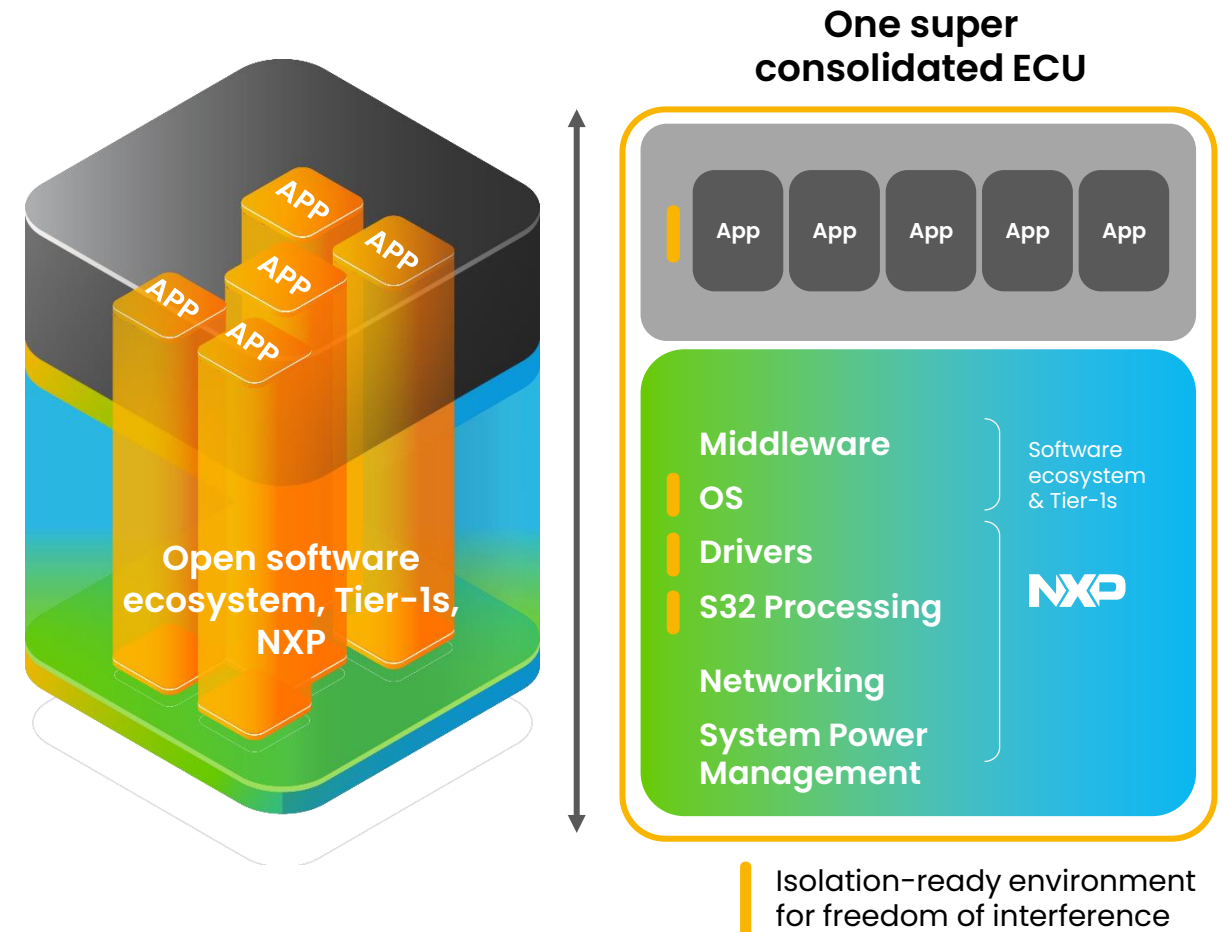 One super
consolidated ECU
APP
APP
APP
APP
APP
Open software
ecosystem, Tier-1s,
NXP
App App App App App
Middleware
OS
Drivers
S32 Processing
Networking
System Power
Management
Software
ecosystem
& Tier-1s
NXP
Isolation-ready environment
for freedom of interference